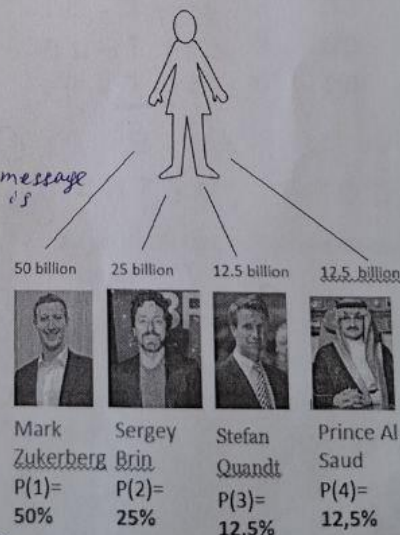 message
is
50 billion
25 billion
12.5 billion
12.5 billion
Mark
Zukerberg
P(1)=
50%
Sergey
Brin
P(2)=
25%
Stefan
Quandt
P(3)=
12.5%
Prince Al
Saud
P(4)=
12,5%